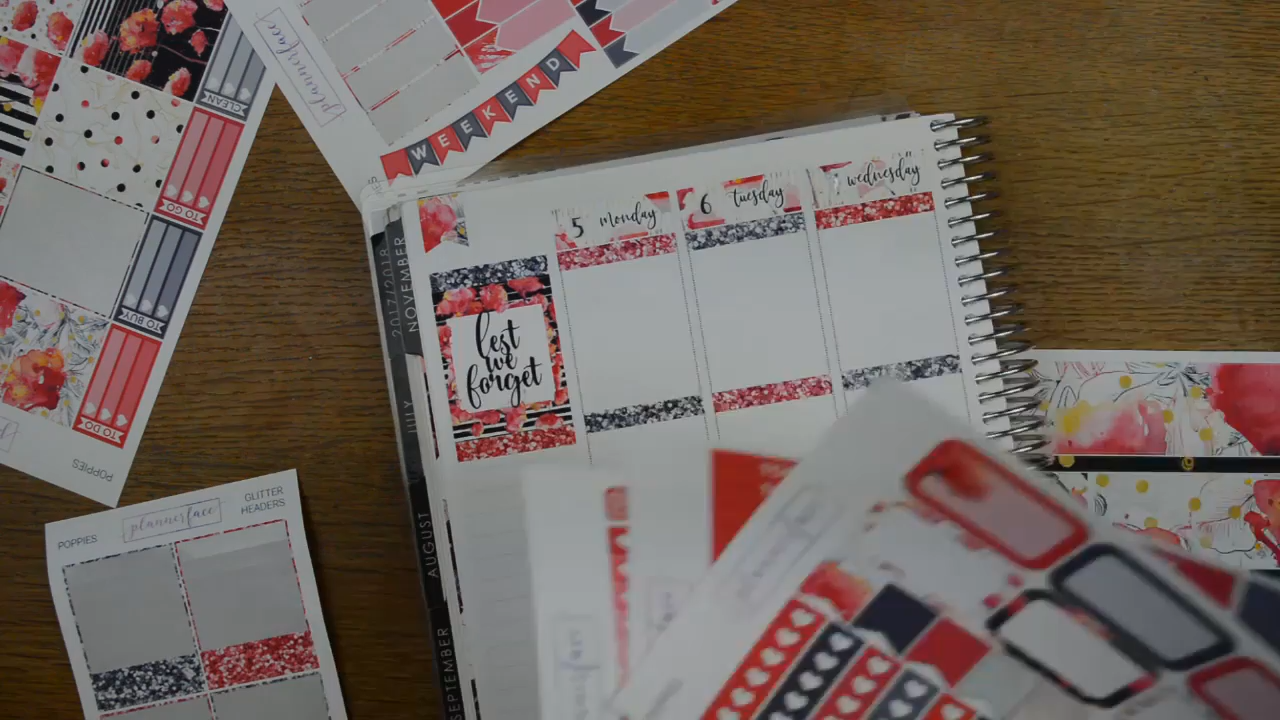 plannerface
WEEKEND
CLEAN
TO GO
TO BUY
TO DO
POPPIES
5 monday
6 tuesday
wednesday
2017/2018
NOVEMBER
JULY
AUGUST
SEPTEMBER
lest
we
forget
POPPIES
plannerface
GLITTER
HEADERS